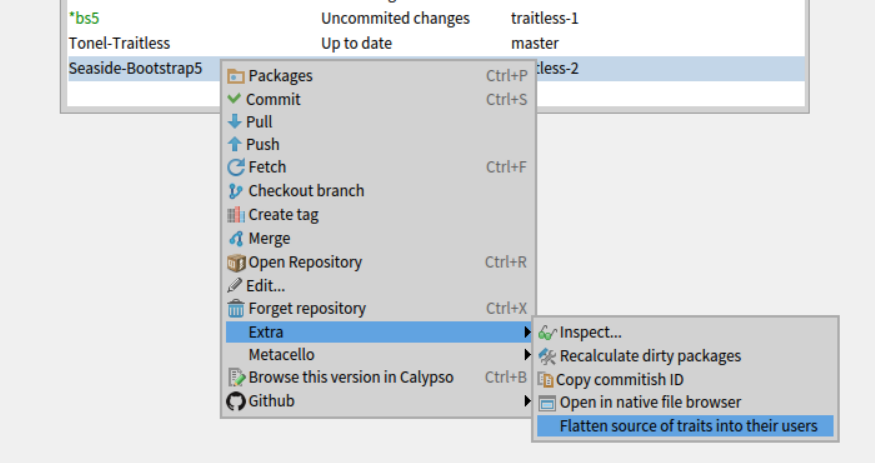 *bs5 Uncommited changes traitless-1
Tonel-Traitless Up to date master
Seaside-Bootstrap5 tless-2
Packages Ctrl+P
Commit Ctrl+S
Pull
Push
Fetch Ctrl+F
Checkout branch
Create tag
Merge
Open Repository Ctrl+R
Edit...
Forget repository Ctrl+X
Extra
Inspect...
Metacello
Recalculate dirty packages
Browse this version in Calypso Ctrl+B
Copy commitish ID
Github
Open in native file browser
Flatten source of traits into their users